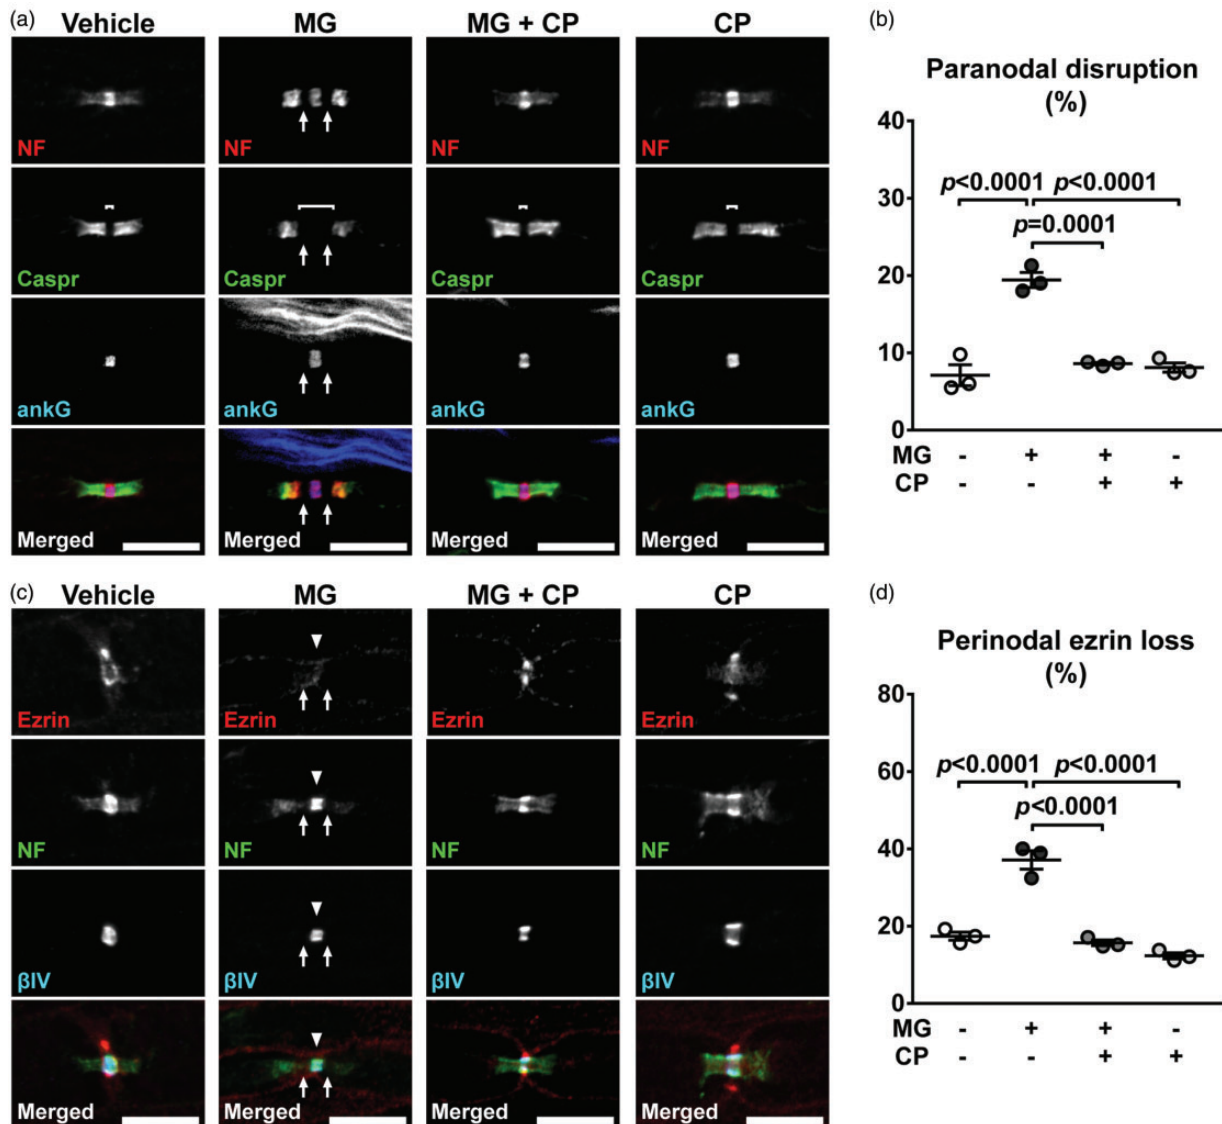 (a) Vehicle MG MG + CP CP
NF NF NF NF
Caspr Caspr Caspr Caspr
ankG ankG ankG ankG
Merged Merged Merged Merged
(b)
Paranodal disruption
(%)
40
p<0.0001 p<0.0001
30
p=0.0001
20
10
0
MG - + + -
CP - - + +
(c) Vehicle MG MG + CP CP
Ezrin Ezrin Ezrin Ezrin
NF NF NF NF
βIV βIV βIV βIV
Merged Merged Merged Merged
(d)
Perinodal ezrin loss
(%)
80
60
p<0.0001 p<0.0001
p<0.0001
40
20
0
MG - + + -
CP - - + +